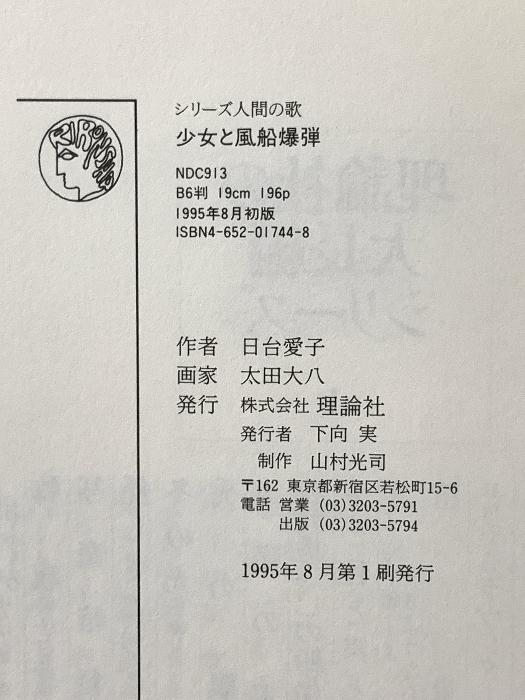 RIRONSHA
シリーズ人間の歌
少女と風船爆弾
NDC913
B6判 19cm 196p
1995年8月初版
ISBN4-652-01744-8
作者 日台愛子
画家 太田大八
発行 株式会社 理論社
発行者 下向 実
制作 山村光司
〒162 東京都新宿区若松町15-6
電話 営業 (03)3203-5791
出版 (03)3203-5794
1995年8月第1刷発行